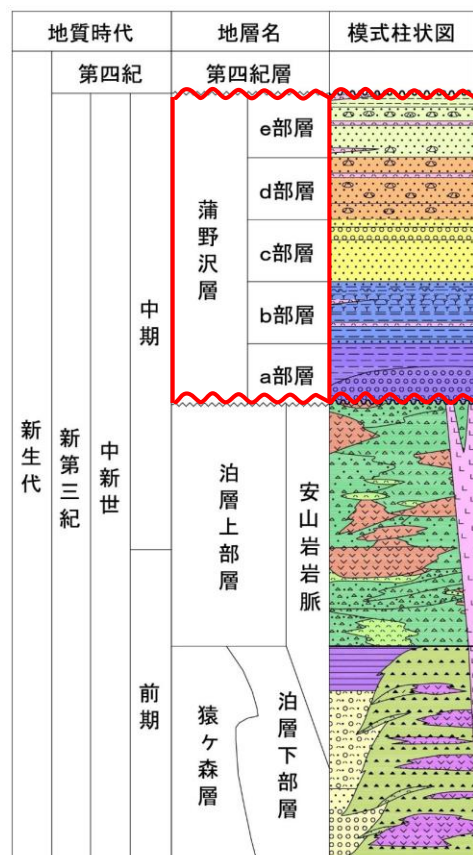 地質時代
地層名
模式柱状図
第四紀
第四紀層
新生代
新第三紀
中新世
中期
前期
蒲野沢層
e部層
d部層
c部層
b部層
a部層
泊層上部層
安山岩岩脈
猿ヶ森層
泊層下部層